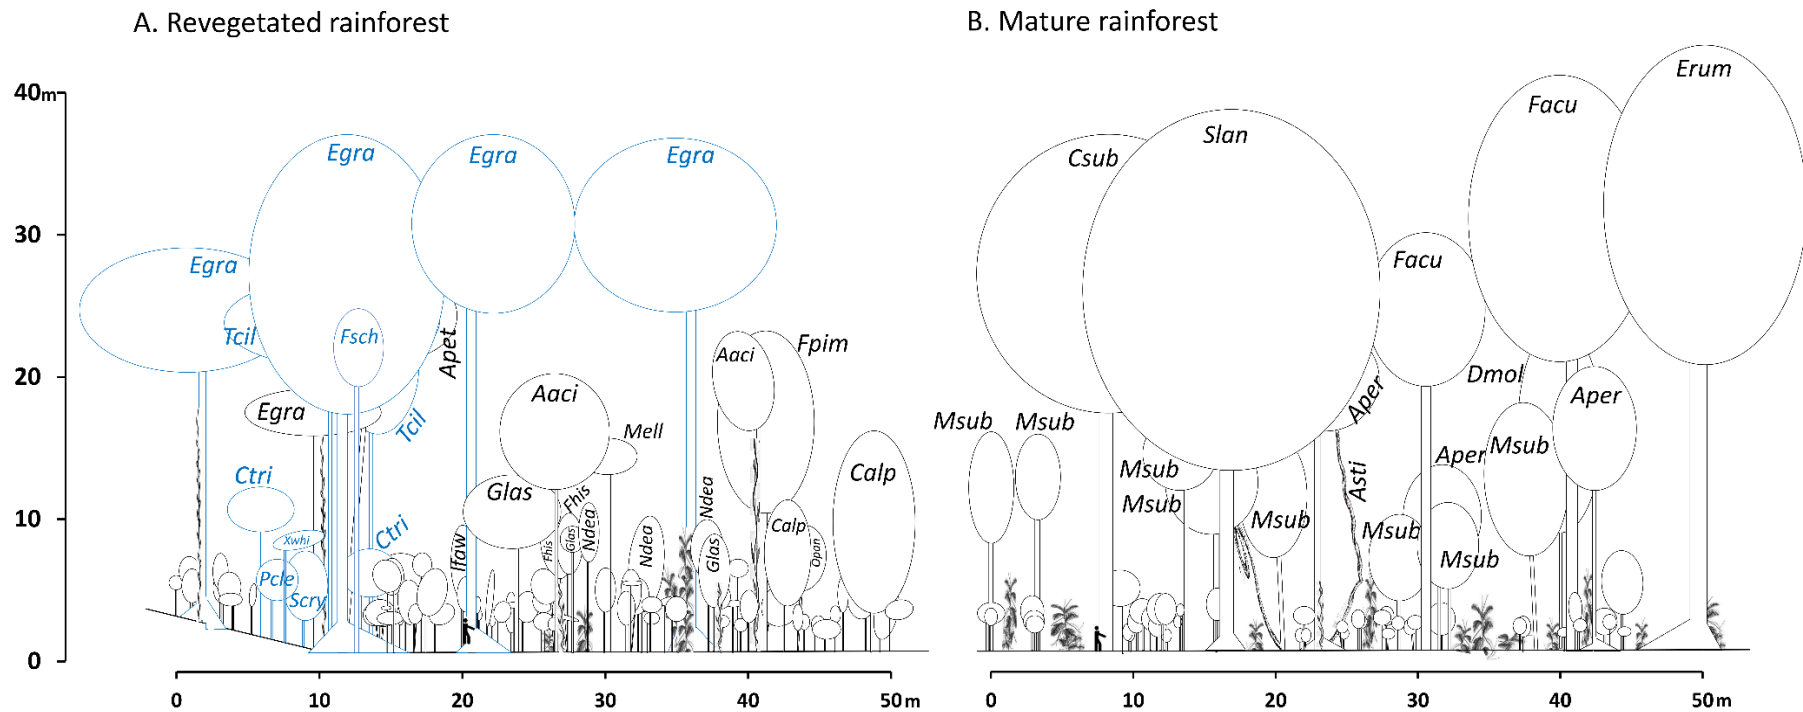 A. Revegetated rainforest
B. Mature rainforest
40m
30
20
10
0
Egra
Egra
Egra
Egra
Tcil
Fsch
Apet
Egra
Tcil
Ctri
Xwhi
Pcle
Scry
Ctri
Aaci
Mell
Glas
Fhis
Ndea
Glas
Fhis
Ifaw
Ndea
Ndea
Glas
Aaci
Fpim
Calp
Opan
Calp
0
10
20
30
40
50m
Erum
Facu
Slan
Csub
Facu
Dmol
Aper
Aper
Msub
Msub
Msub
Msub
Msub
Asti
Aper
Msub
Msub
Msub
0
10
20
30
40
50m